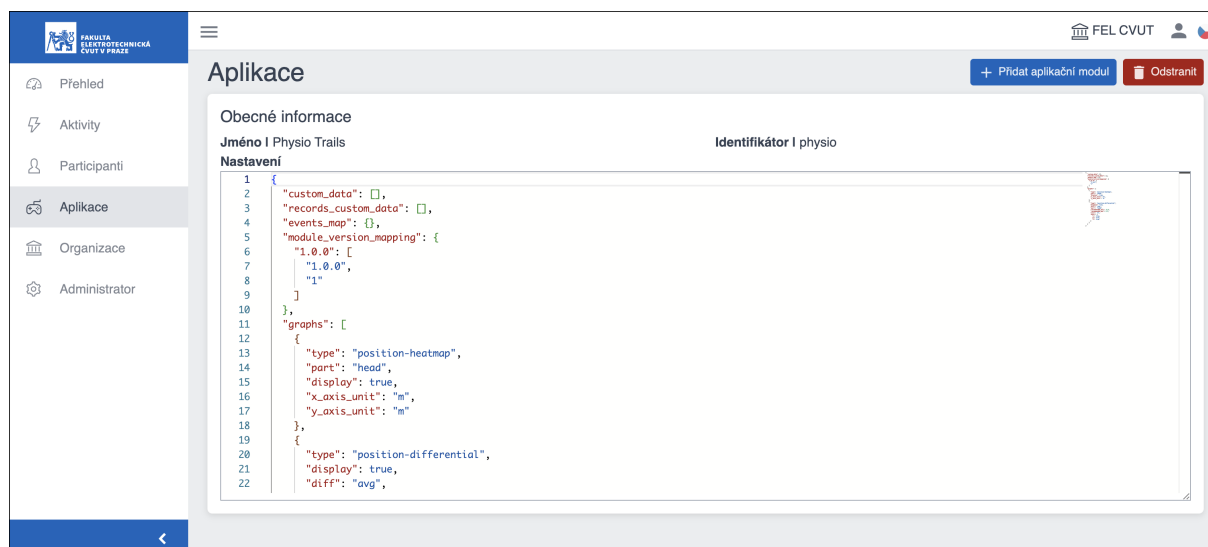 FAKULTA
ELEKTROTECHNICKÁ
ČVUT V PRAZE
FEL CVUT
Přehled
Aktivity
Participanti
Aplikace
Organizace
Administrator
Aplikace
+ Přidat aplikační modul
Odstranit
Obecné informace
Jméno I Physio Trails
Identifikátor I physio
Nastavení
1 {
2 "custom_data": [],
3 "records_custom_data": [],
4 "events_map": {},
5 "module_version_mapping": {
6 "1.0.0": [
7 "1.0.0",
8 "1"
9 ]
10 },
11 "graphs": [
12 {
13 "type": "position-heatmap",
14 "part": "head",
15 "display": true,
16 "x_axis_unit": "m",
17 "y_axis_unit": "m"
18 },
19 {
20 "type": "position-differential",
21 "display": true,
22 "diff": "avg",